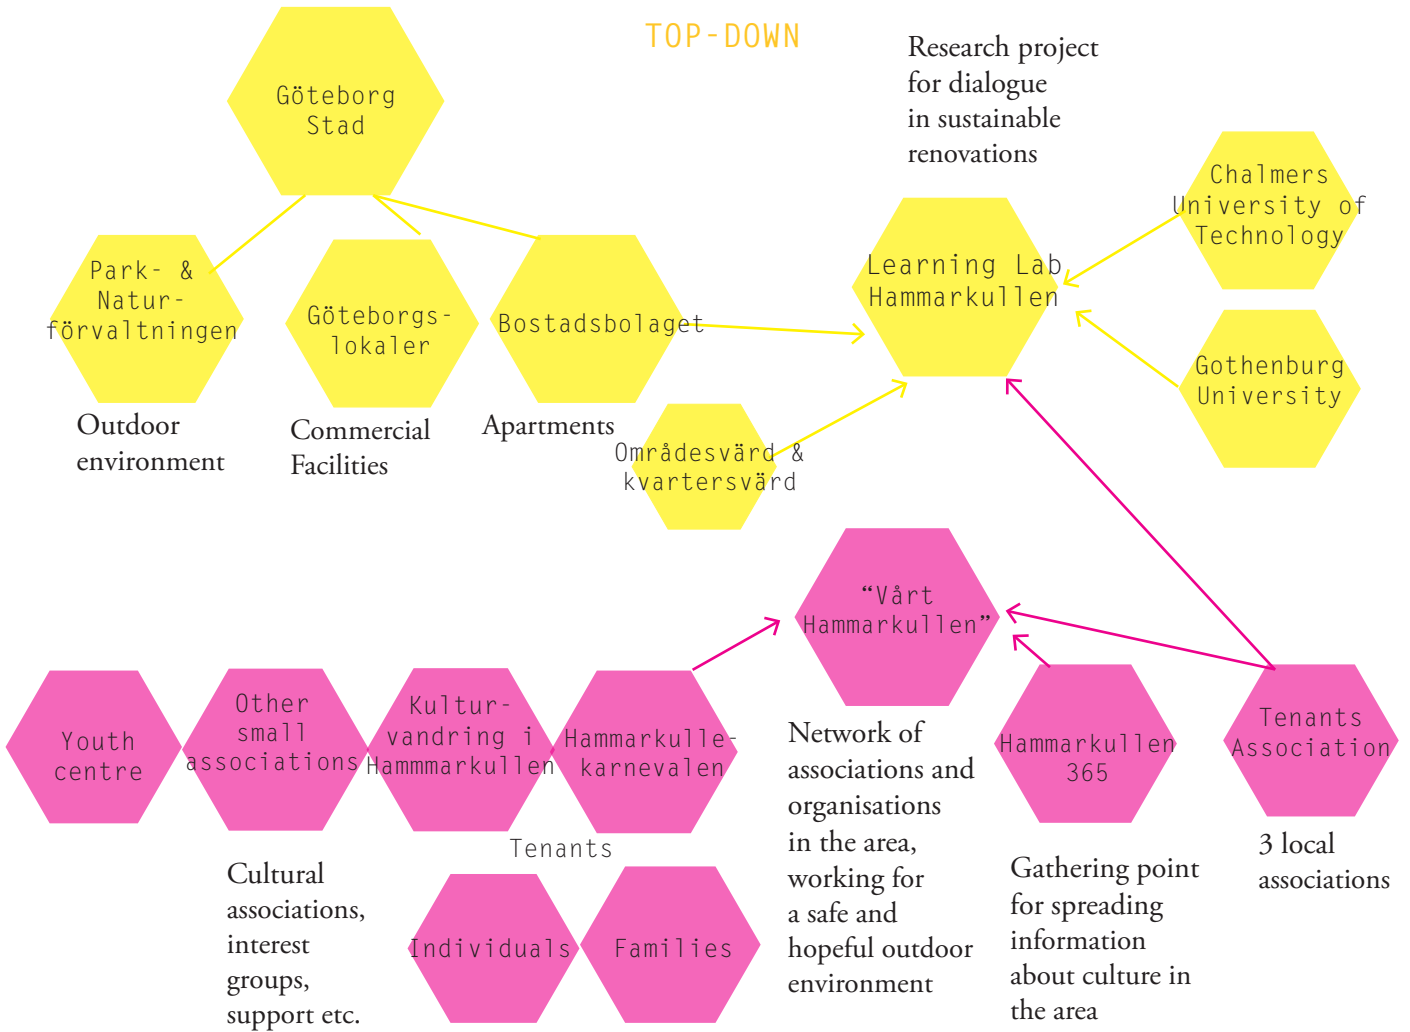 TOP-DOWN
Göteborg
Stad
Research project
for dialogue
in sustainable
renovations
Chalmers
University of
Technology
Park- &
Natur-
förvaltningen
Göteborgs-
lokaler
Bostadsbolaget
Learning Lab
Hammarkullen
Gothenburg
University
Outdoor
environment
Commercial
Facilities
Apartments
Områdesvärd &
kvartersvärd
“Vårt
Hammarkullen”
Youth
centre
Other
small
associations
Kultur-
vandring i
Hammmarkullen
Hammarkulle-
karnevalen
Network of
associations and
organisations
in the area,
working for
a safe and
hopeful outdoor
environment
Hammarkullen
365
Tenants
Association
3 local
associations
Tenants
Cultural
associations,
interest
groups,
support etc.
Individuals
Families
Gathering point
for spreading
information
about culture in
the area